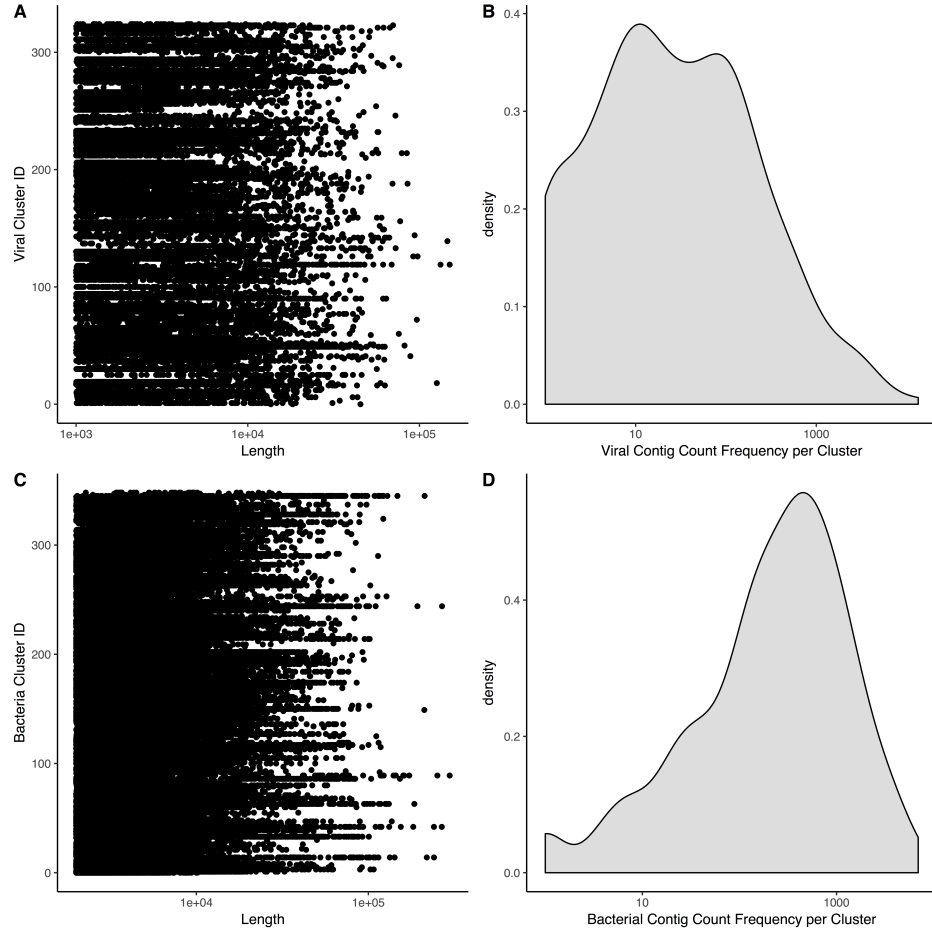 A
300
200
100
0
Viral Cluster ID
1e+03 1e+04 1e+05
Length
B
0.4
0.3
0.2
0.1
0.0
density
10 1000
Viral Contig Count Frequency per Cluster
C
300
200
100
0
Bacteria Cluster ID
1e+04 1e+05
Length
D
0.4
0.2
0.0
density
10 1000
Bacterial Contig Count Frequency per Cluster